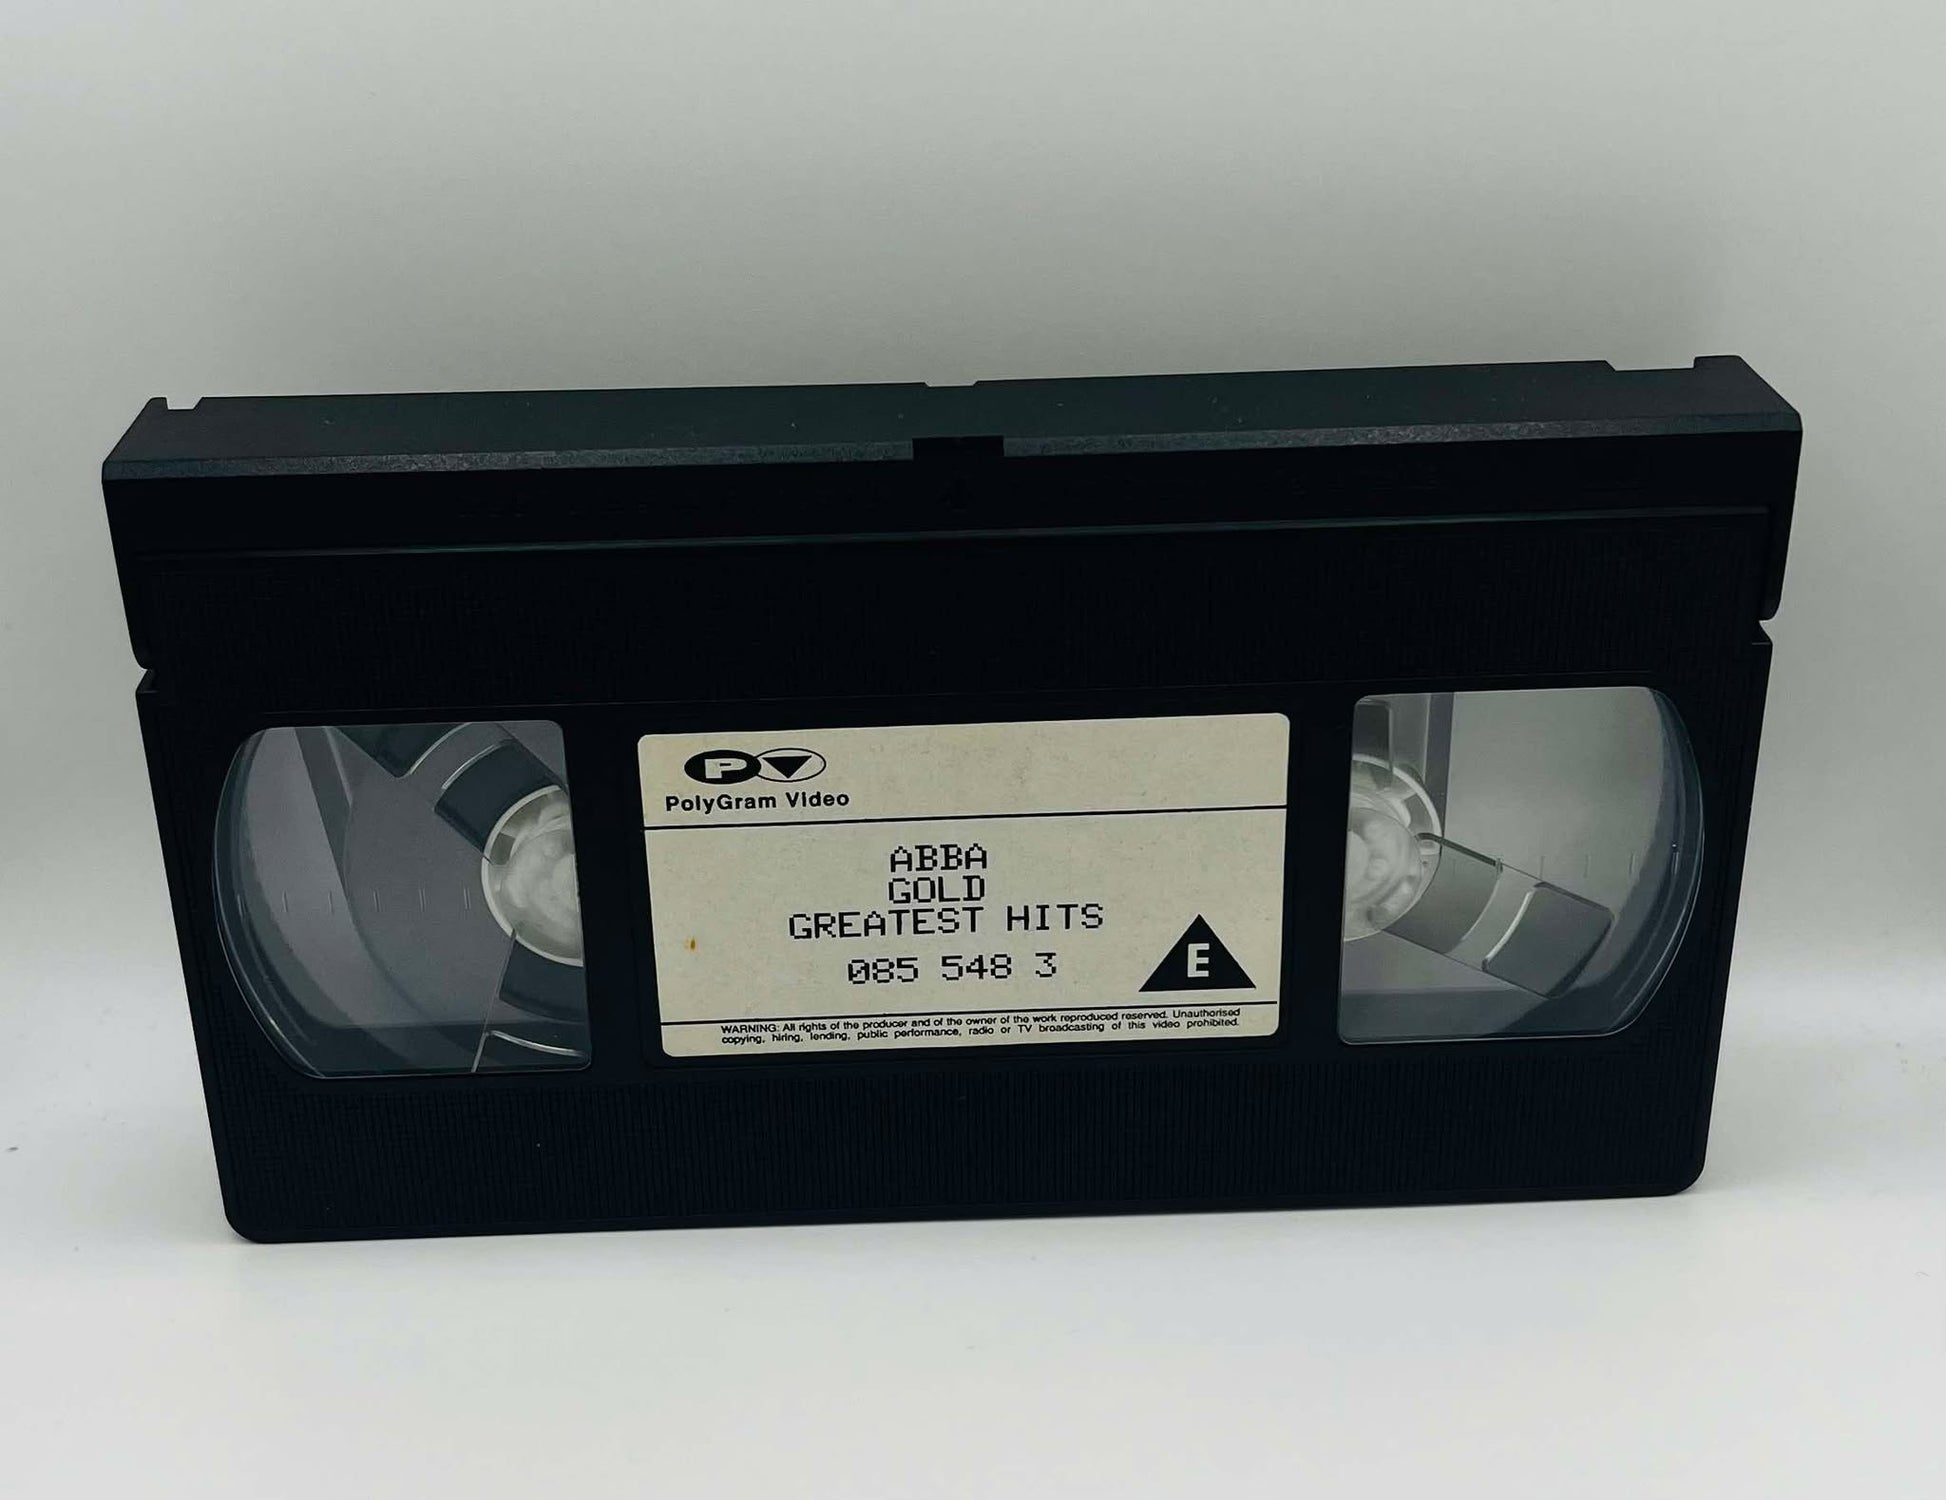 P
PolyGram Video
ABBA
GOLD
GREATEST HITS
085 548 3
E
WARNING: All rights of the producer and of the owner of the work reproduced reserved. Unauthorised
copying, hiring, lending, public performance, radio or TV broadcasting of this video prohibited.